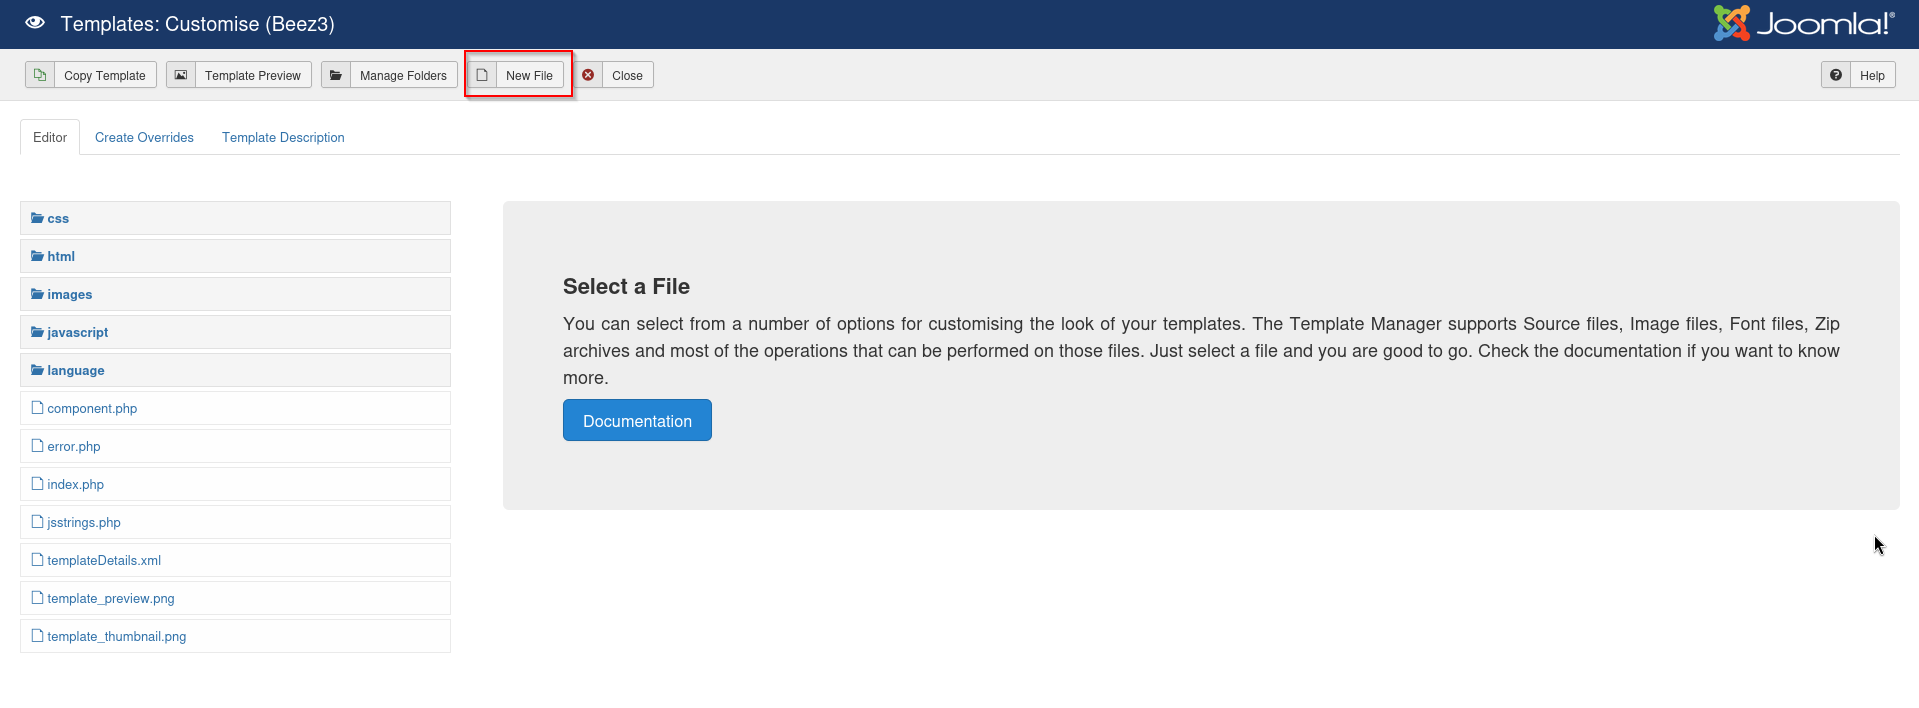 Templates: Customise (Beez3)
Joomla!®
Copy Template
Template Preview
Manage Folders
New File
Close
Help
Editor
Create Overrides
Template Description
css
html
images
javascript
language
component.php
error.php
index.php
jsstrings.php
templateDetails.xml
template_preview.png
template_thumbnail.png
Select a File
You can select from a number of options for customising the look of your templates. The Template Manager supports Source files, Image files, Font files, Zip
archives and most of the operations that can be performed on those files. Just select a file and you are good to go. Check the documentation if you want to know
more.
Documentation